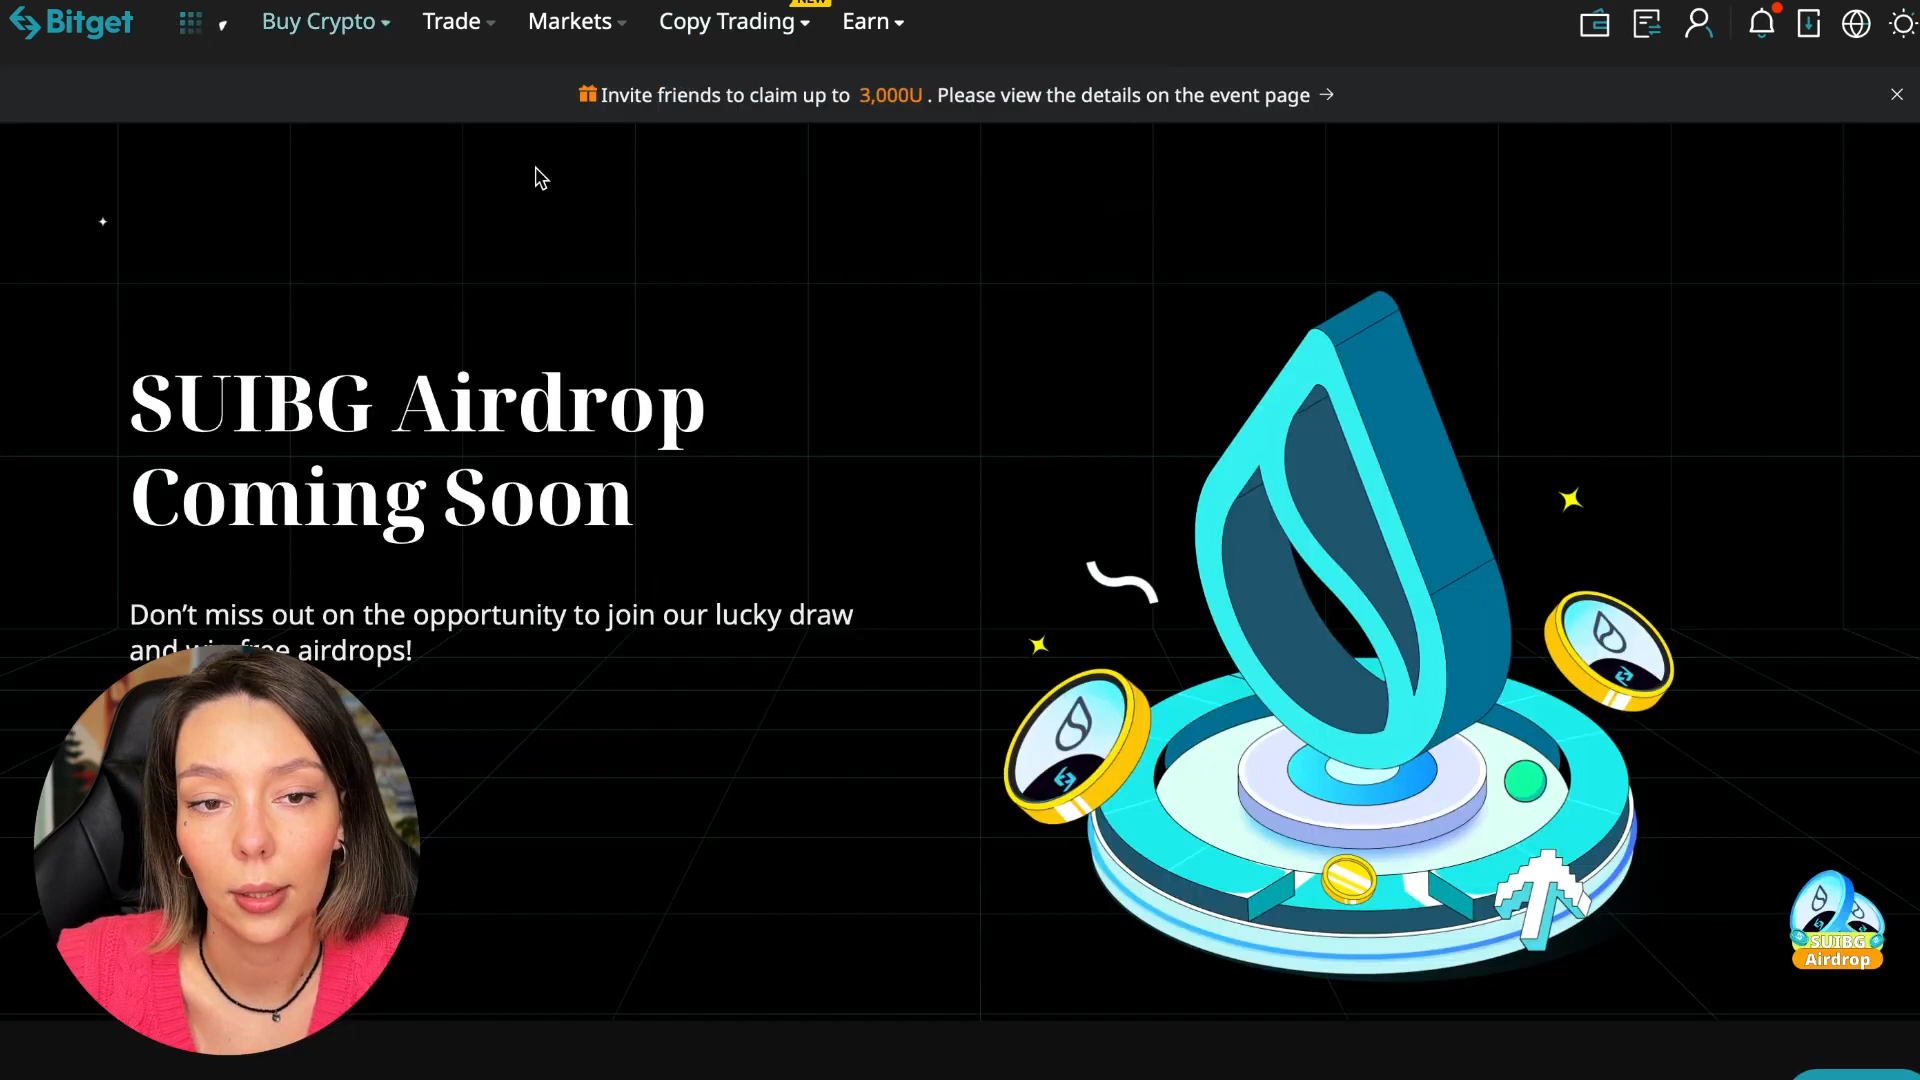 Bitget
Buy Crypto
Trade
Markets
Copy Trading
NEW
Earn
Invite friends to claim up to 3,000U . Please view the details on the event page →
SUIBG Airdrop
Coming Soon
Don’t miss out on the opportunity to join our lucky draw
and free airdrops!
SUIBG
Airdrop